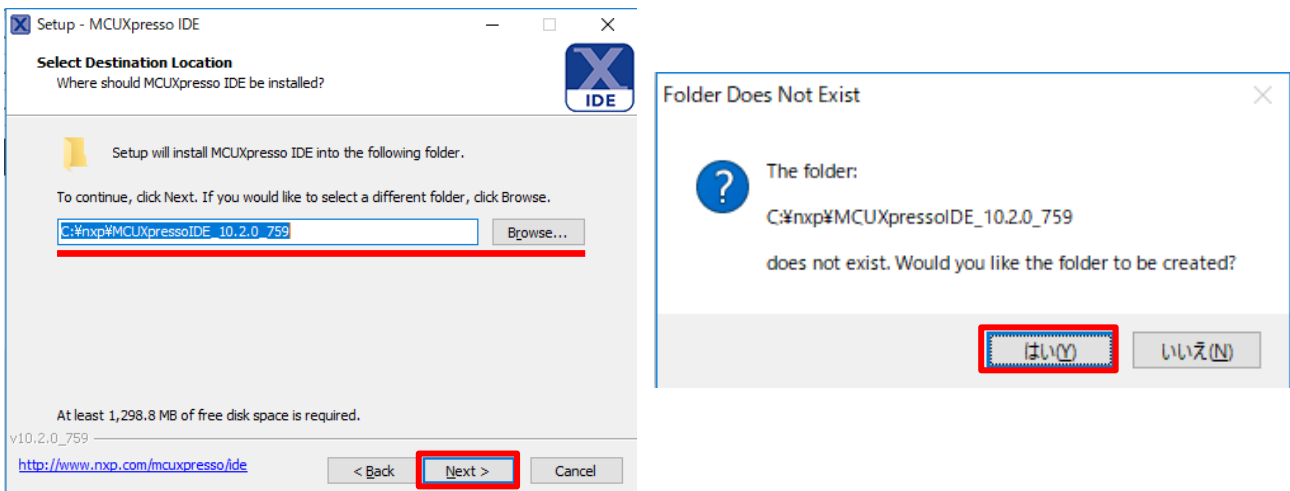 Setup - MCUXpresso IDE
Select Destination Location
Where should MCUXpresso IDE be installed?
IDE
Setup will install MCUXpresso IDE into the following folder.
To continue, click Next. If you would like to select a different folder, click Browse.
C:¥nxp¥MCUXpressoIDE_10.2.0_759
Browse...
At least 1,298.8 MB of free disk space is required.
v10.2.0_759
http://www.nxp.com/mcuxpresso/ide
< Back
Next >
Cancel
Folder Does Not Exist
The folder:
C:¥nxp¥MCUXpressoIDE_10.2.0_759
does not exist. Would you like the folder to be created?
はい(Y)
いいえ(N)